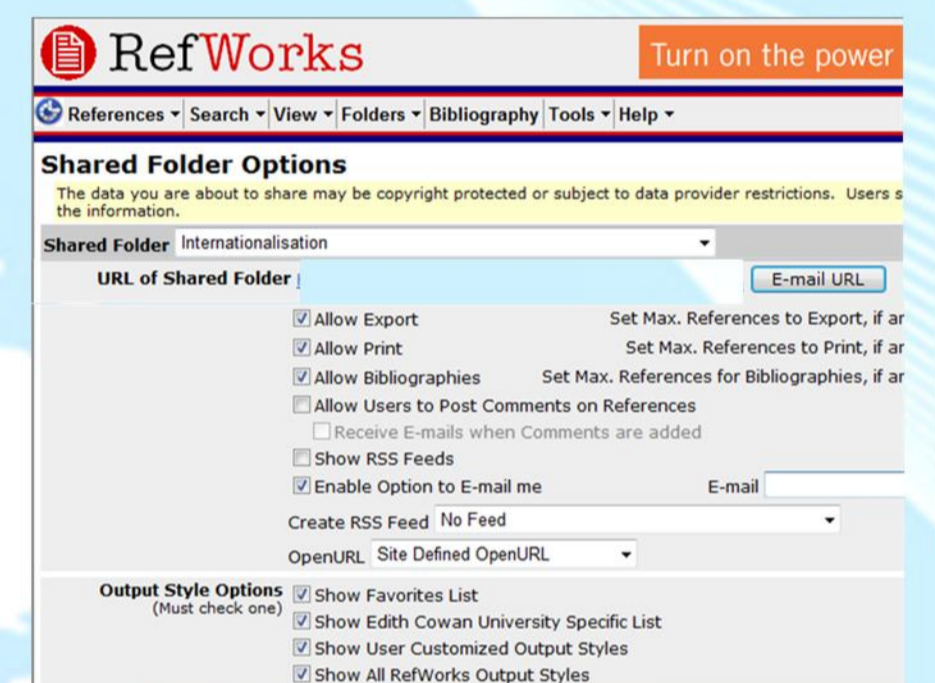 RefWorks
Turn on the power
References Search View Folders Bibliography Tools Help
Shared Folder Options
The data you are about to share may be copyright protected or subject to data provider restrictions. Users s
the information.
Shared Folder Internationalisation
URL of Shared Folder E-mail URL
Allow Export Set Max. References to Export, if an
Allow Print Set Max. References to Print, if an
Allow Bibliographies Set Max. References for Bibliographies, if an
Allow Users to Post Comments on References
Receive E-mails when Comments are added
Show RSS Feeds
Enable Option to E-mail me E-mail
Create RSS Feed No Feed
OpenURL Site Defined OpenURL
Output Style Options Show Favorites List
(Must check one)
Show Edith Cowan University Specific List
Show User Customized Output Styles
Show All RefWorks Output Styles